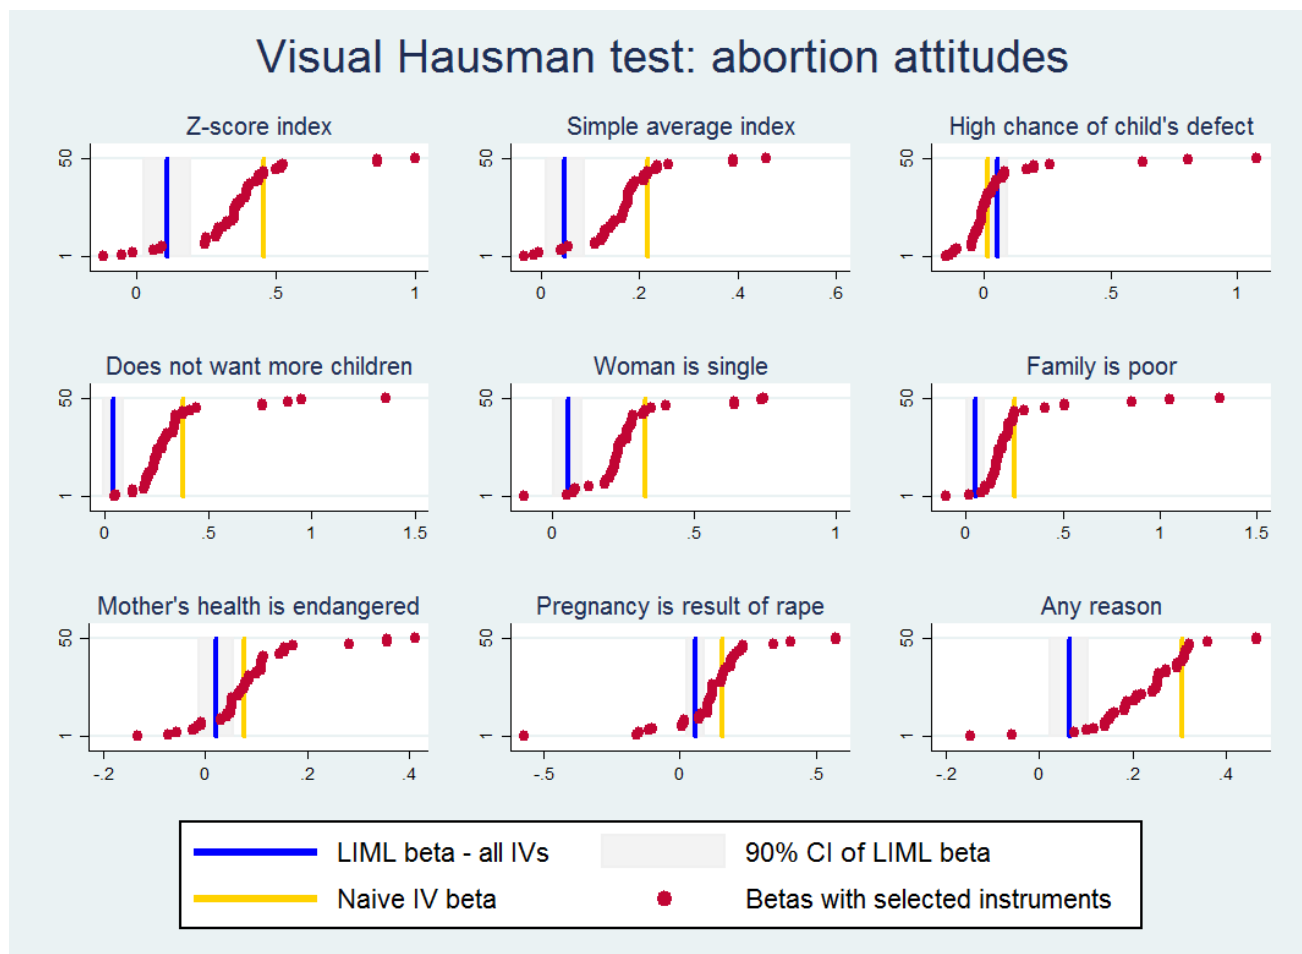 Visual Hausman test: abortion attitudes
Z-score index
Simple average index
High chance of child's defect
50
1
0 .5 1
50
1
0 .2 .4 .6
50
1
0 .5 1
Does not want more children
Woman is single
Family is poor
50
1
0 .5 1 1.5
50
1
0 .5 1
50
1
0 .5 1 1.5
Mother's health is endangered
Pregnancy is result of rape
Any reason
50
1
-.2 0 .2 .4
50
1
-.5 0 .5
50
1
-.2 0 .2 .4
LIML beta - all IVs
90% CI of LIML beta
Naive IV beta
Betas with selected instruments